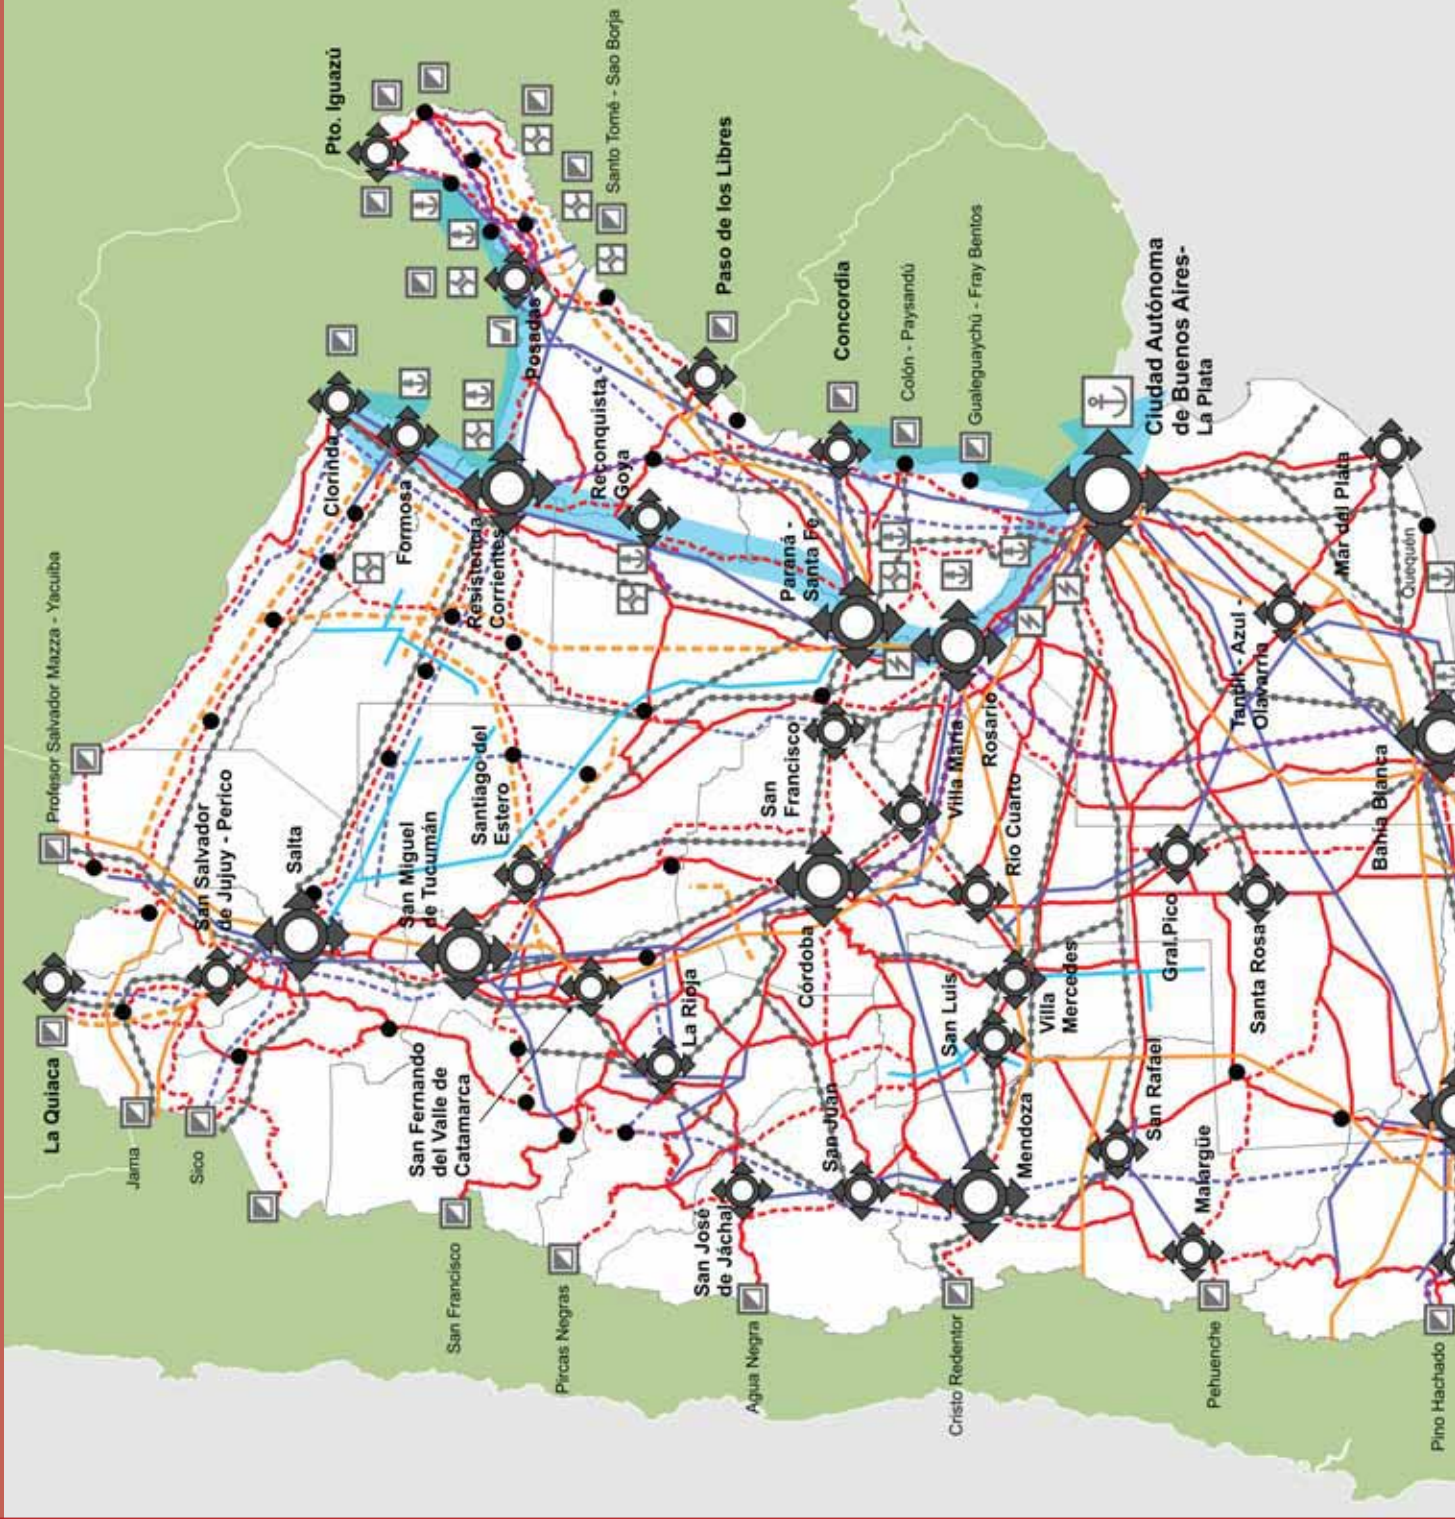 Profesor Salvador Mazza - Yacuiba
La Quiaca
Jama
Sico
San Salvador
de Jujuy - Perico
Salta
San Miguel
de Tucumán
Santiago del
Estero
San Fernando
del Valle de
Catamarca
San Francisco
Pircas Negras
Agua Negra
Cristo Redentor
Pehuenche
Pino Hachado
Pto. Iguazú
Santo Tomé - Sao Borja
Posadas
Clorinda
Formosa
Resistencia
Corrientes
Reconquista -
Goya
Paso de los Libres
Concordia
Colón - Paysandú
Gualeguaychú - Fray Bentos
Ciudad Autónoma
de Buenos Aires-
La Plata
Paraná -
Santa Fe
San
Francisco
Rosario
Villa María
Río Cuarto
Córdoba
La Rioja
San José
de Jáchal
San Juan
San Luis
Villa
Mercedes
Mendoza
San Rafael
Malargüe
Gral.Pico
Santa Rosa
Tandil - Azul -
Olavarría
Mar del Plata
Quequén
Bahía Blanca